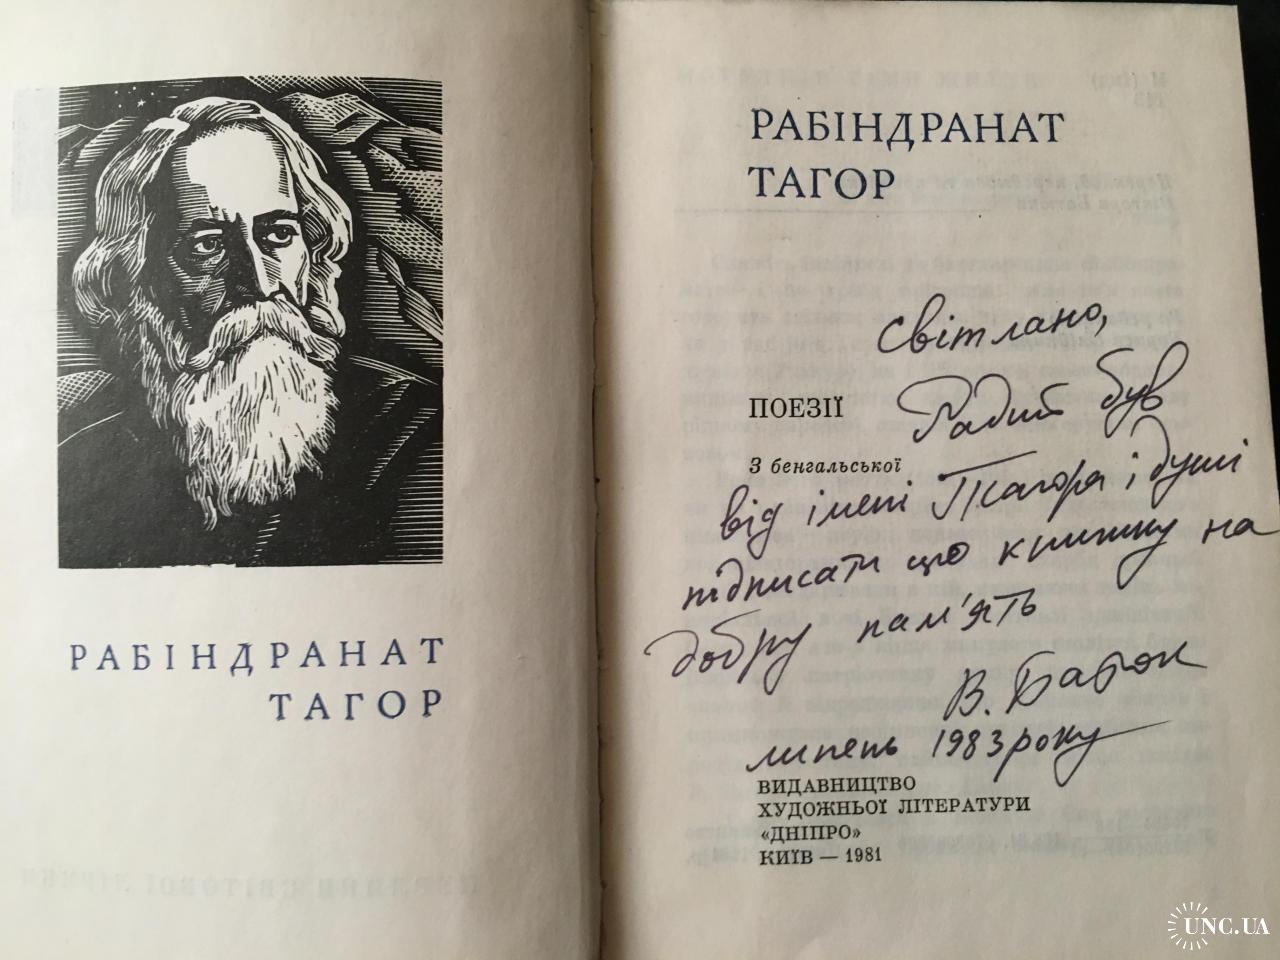 РАБІНДРАНАТ
ТАГОР
РАБІНДРАНАТ
ТАГОР
Світлано,
ПОЕЗІЇ
Радий був
З бенгальської
від імені Тагора і душі
підписати цю книжку на
добру пам'ять
В. Батюк
липень 1983 року
ВИДАВНИЦТВО
ХУДОЖНЬОЇ ЛІТЕРАТУРИ
«ДНІПРО»
КИЇВ — 1981
UNC.UA